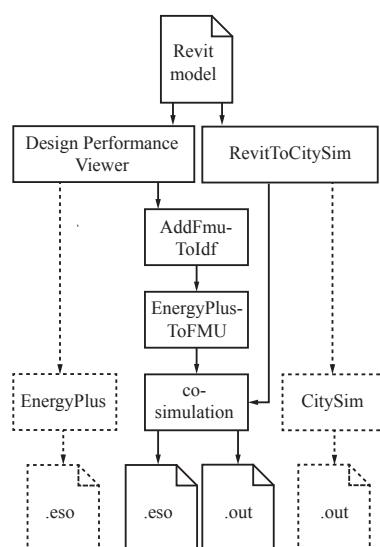 Revit
model
Design Performance
Viewer
RevitToCitySim
AddFmu-
ToIdf
EnergyPlus-
ToFMU
EnergyPlus
co-
simulation
CitySim
.eso
.eso
.out
.out